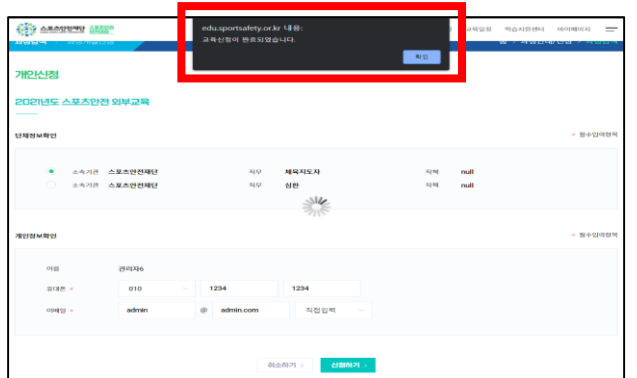 스포츠안전재단
edu.sportsafety.or.kr 내용:
교육신청이 완료되었습니다.
확인
교육일정 학습지원센터 마이페이지
개인신청
2021년도 스포츠안전 외부교육
단체정보확인 * 필수입력항목
소속기관 스포츠안전재단 직무 체육지도자 직책 null
소속기관 스포츠안전재단 직무 심판 직책 null
개인정보확인 * 필수입력항목
이름 관리자6
휴대폰 * 010 1234 1234
이메일 * admin @ admin.com 직접입력
취소하기 > 신청하기 >